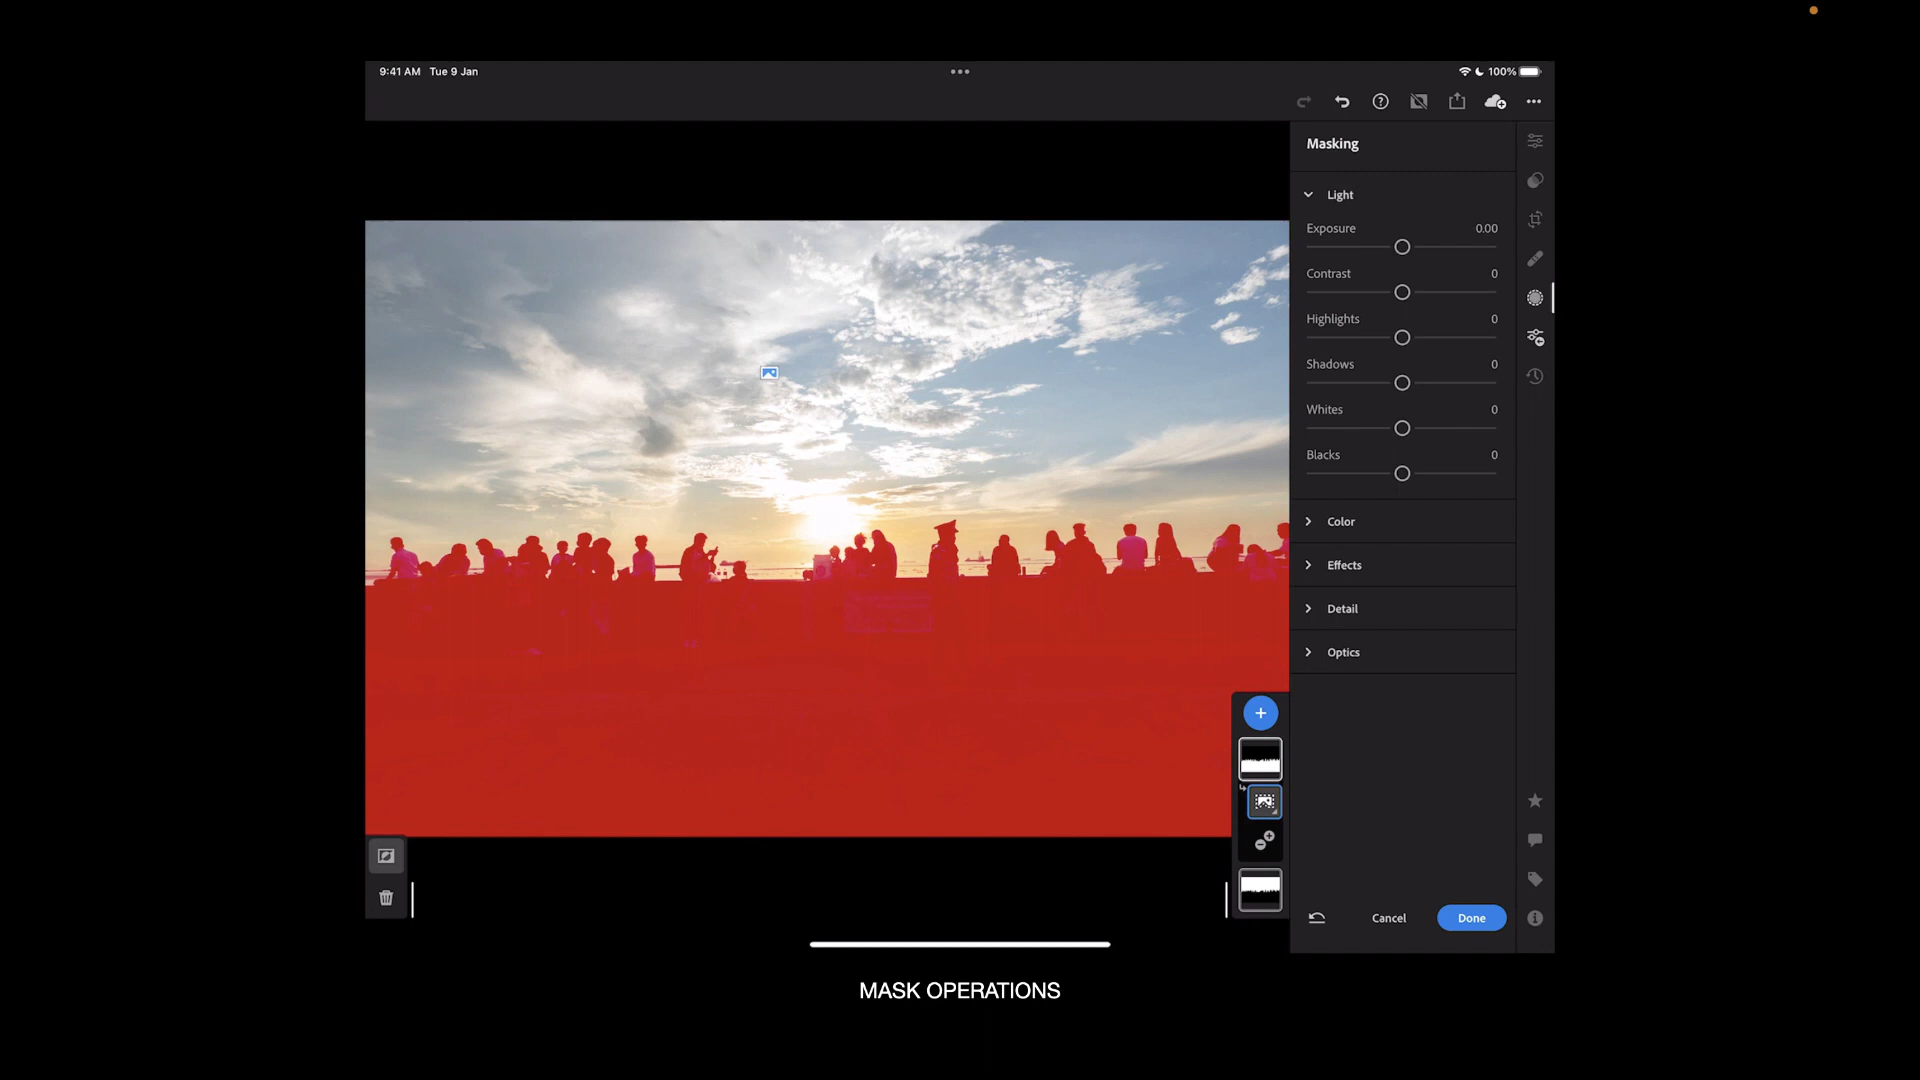 9:41 AM Tue 9 Jan
100%
Masking
Light
Exposure 0.00
Contrast 0
Highlights 0
Shadows 0
Whites 0
Blacks 0
Color
Effects
Detail
Optics
Cancel Done
MASK OPERATIONS